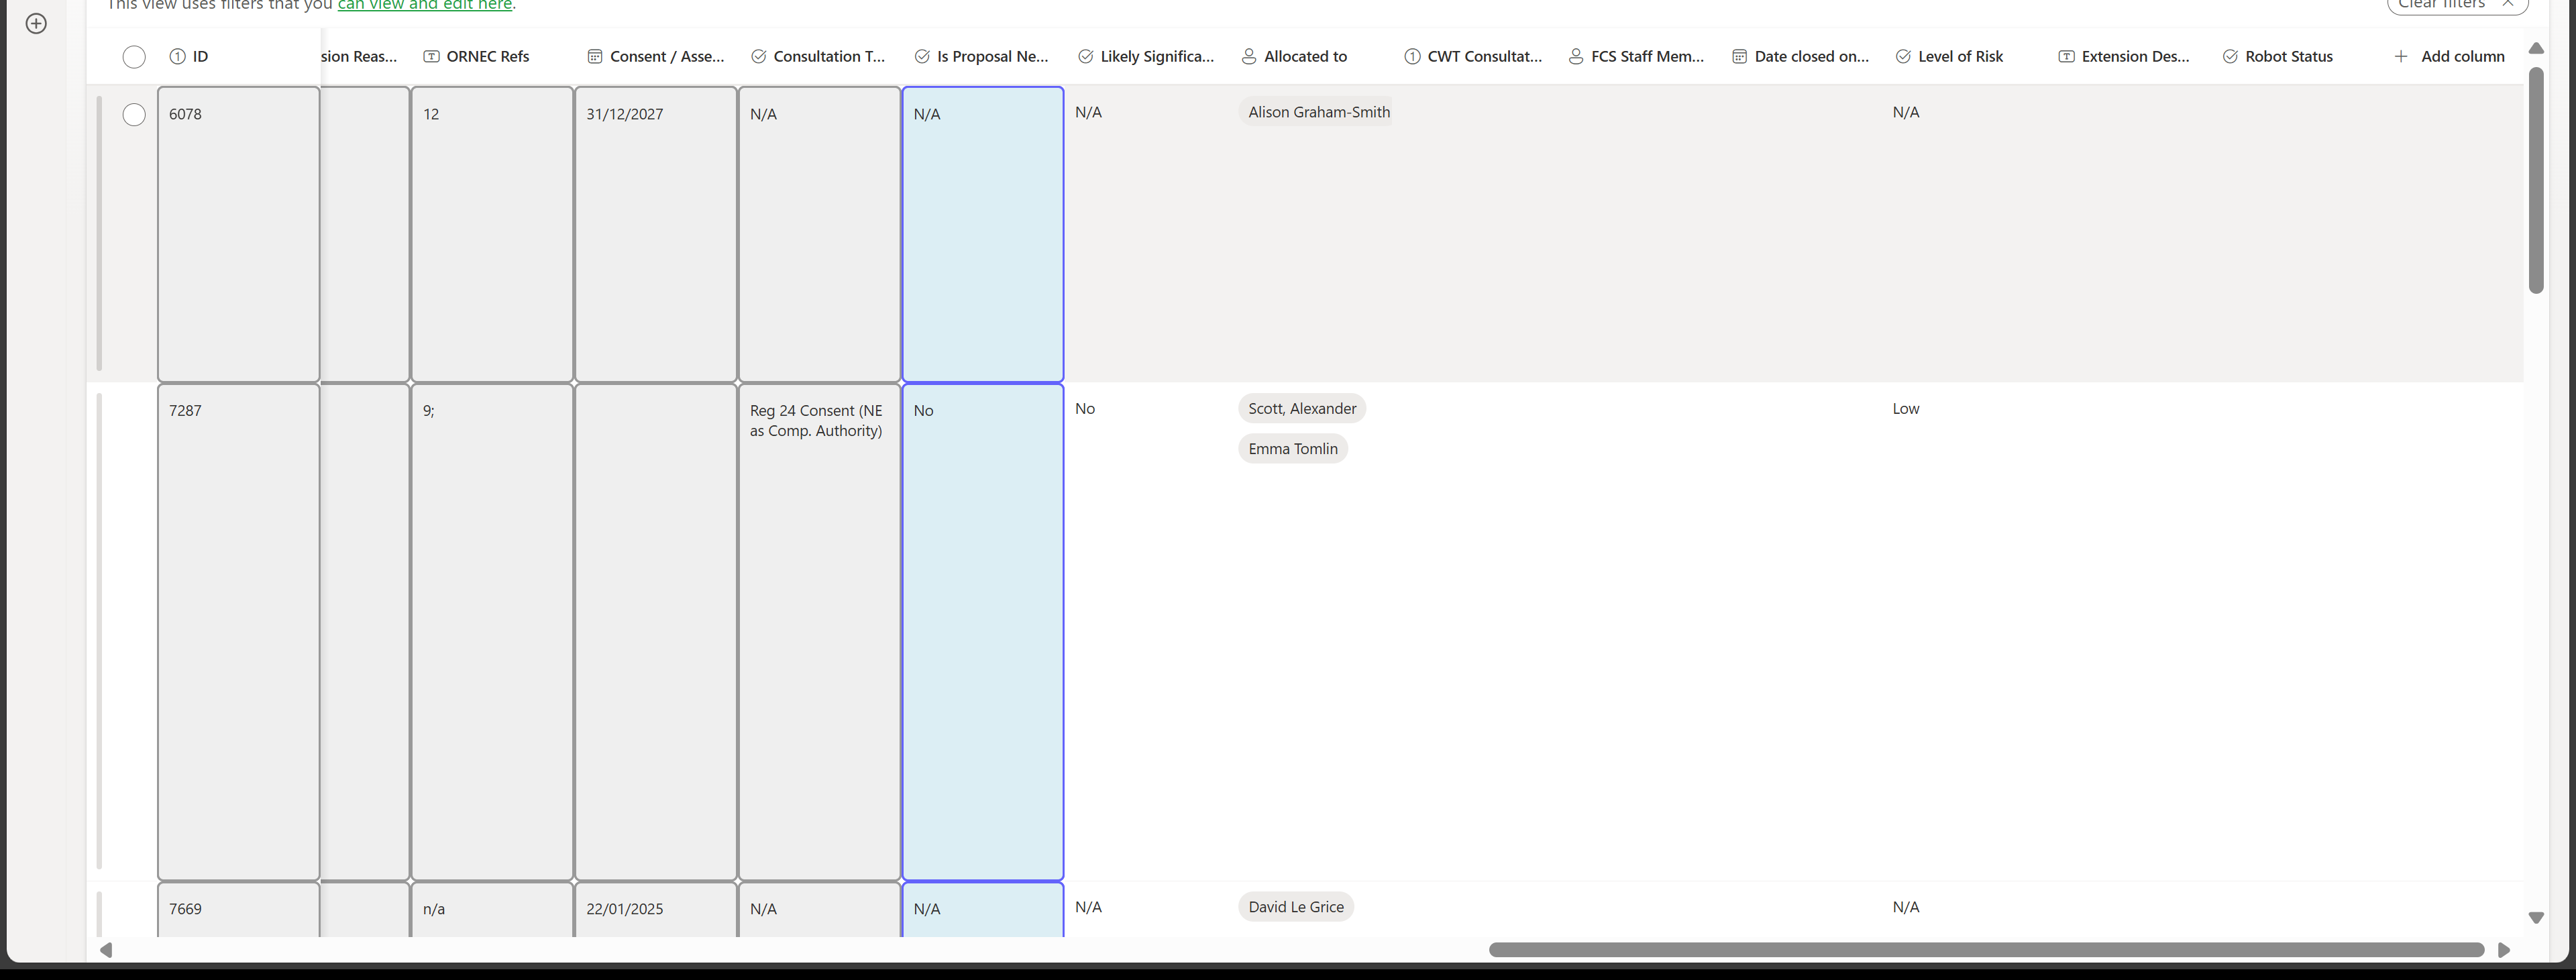 This view uses filters that you can view and edit here.
Clear filters
ID
sion Reas...
ORNEC Refs
Consent / Asse...
Consultation T...
Is Proposal Ne...
Likely Significa...
Allocated to
CWT Consultat...
FCS Staff Mem...
Date closed on...
Level of Risk
Extension Des...
Robot Status
Add column
6078
12
31/12/2027
N/A
N/A
N/A
Alison Graham-Smith
N/A
7287
9;
Reg 24 Consent (NE
as Comp. Authority)
No
No
Scott, Alexander
Emma Tomlin
Low
7669
n/a
22/01/2025
N/A
N/A
N/A
David Le Grice
N/A